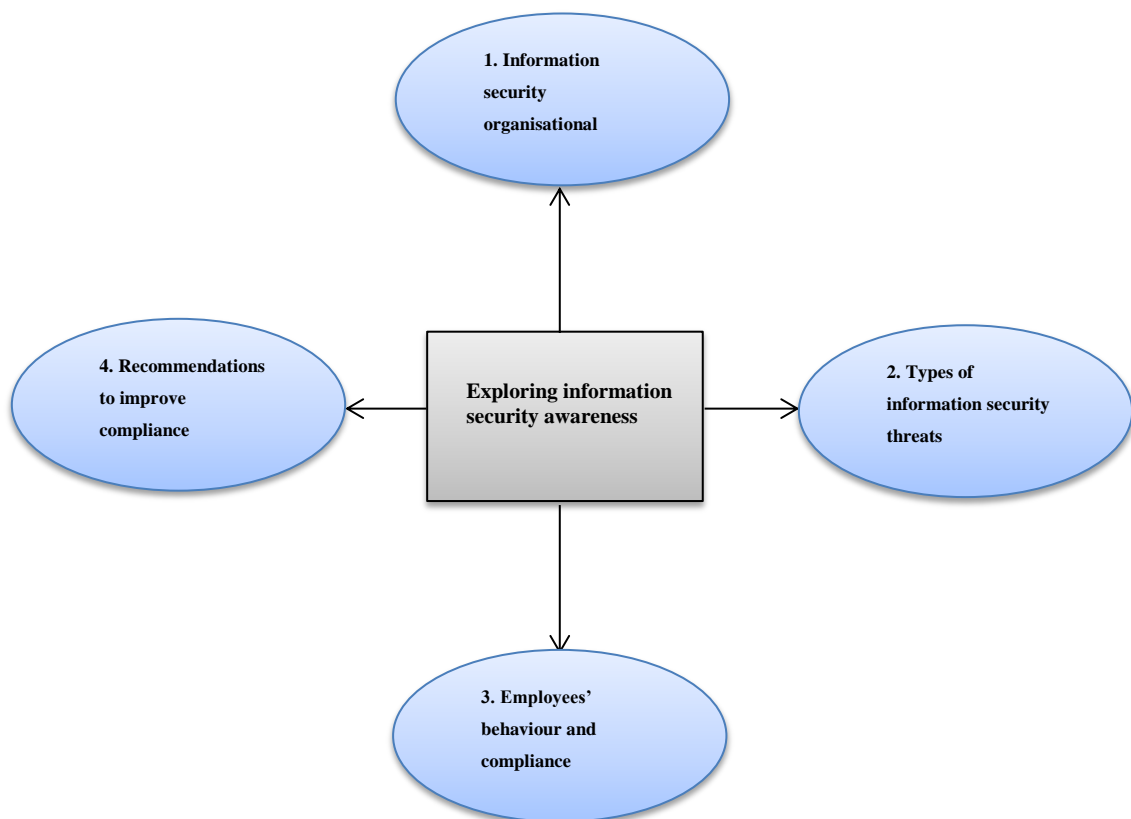 1. Information
security
organisational
4. Recommendations
to improve
compliance
Exploring information
security awareness
2. Types of
information security
threats
3. Employees’
behaviour and
compliance